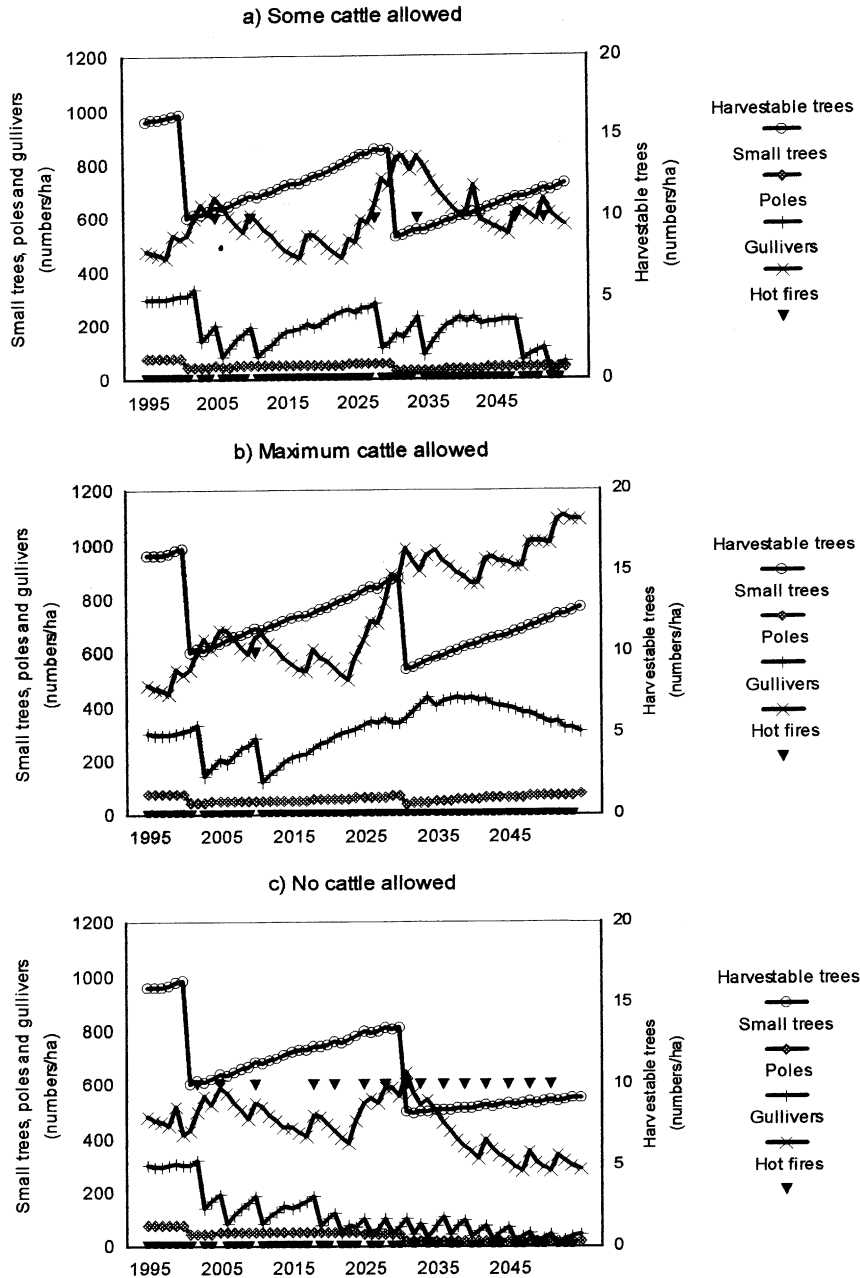 a) Some cattle allowed
Small trees, poles and gullivers
(numbers/ha)
1200
1000
800
600
400
200
0
20
15
10
5
0
Harvestable trees
(numbers/ha)
1995 2005 2015 2025 2035 2045
Harvestable trees
Small trees
Poles
Gullivers
Hot fires
b) Maximum cattle allowed
Small trees, poles and gullivers
(numbers/ha)
1200
1000
800
600
400
200
0
20
15
10
5
0
Harvestable trees
(numbers/ha)
1995 2005 2015 2025 2035 2045
Harvestable trees
Small trees
Poles
Gullivers
Hot fires
c) No cattle allowed
Small trees, poles and gullivers
(numbers/ha)
1200
1000
800
600
400
200
0
20
15
10
5
0
Harvestable trees
(numbers/ha)
1995 2005 2015 2025 2035 2045
Harvestable trees
Small trees
Poles
Gullivers
Hot fires